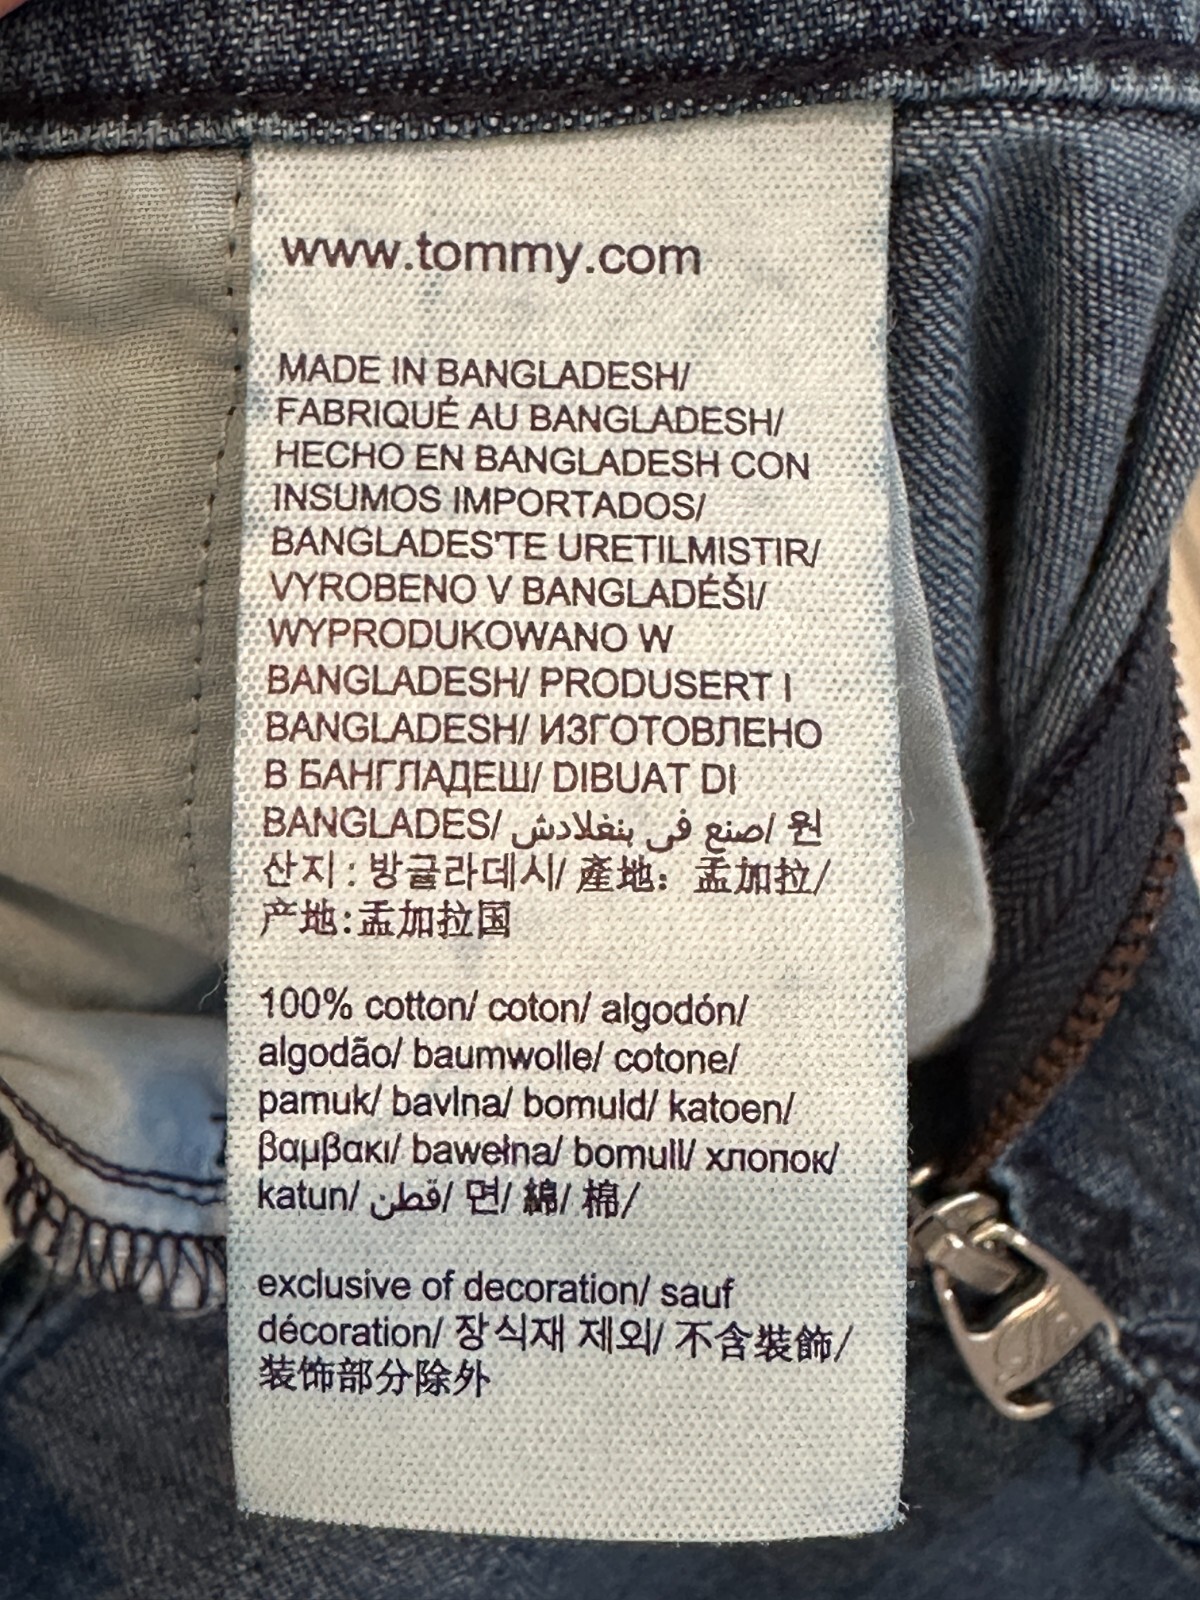 www.tommy.com
MADE IN BANGLADESH/
FABRIQUÉ AU BANGLADESH/
HECHO EN BANGLADESH CON
INSUMOS IMPORTADOS/
BANGLADES'TE URETILMISTIR/
VYROBENO V BANGLADÉŠI/
WYPRODUKOWANO W
BANGLADESH/ PRODUSERT I
BANGLADESH/ ИЗГОТОВЛЕНО
В БАНГЛАДЕШ/ DIBUAT DI
BANGLADES/ صنع في بنغلادش/ 원
산지 : 방글라데시/ 產地：孟加拉/
产地:孟加拉国
100% cotton/ coton/ algodón/
algodão/ baumwolle/ cotone/
pamuk/ bavlna/ bomuld/ katoen/
βαμβακι/ bawełna/ bomull/ хлопок/
katun/ قطن/ 면/ 綿/ 棉/
exclusive of decoration/ sauf
décoration/ 장식재 제외/ 不含裝飾/
装饰部分除外